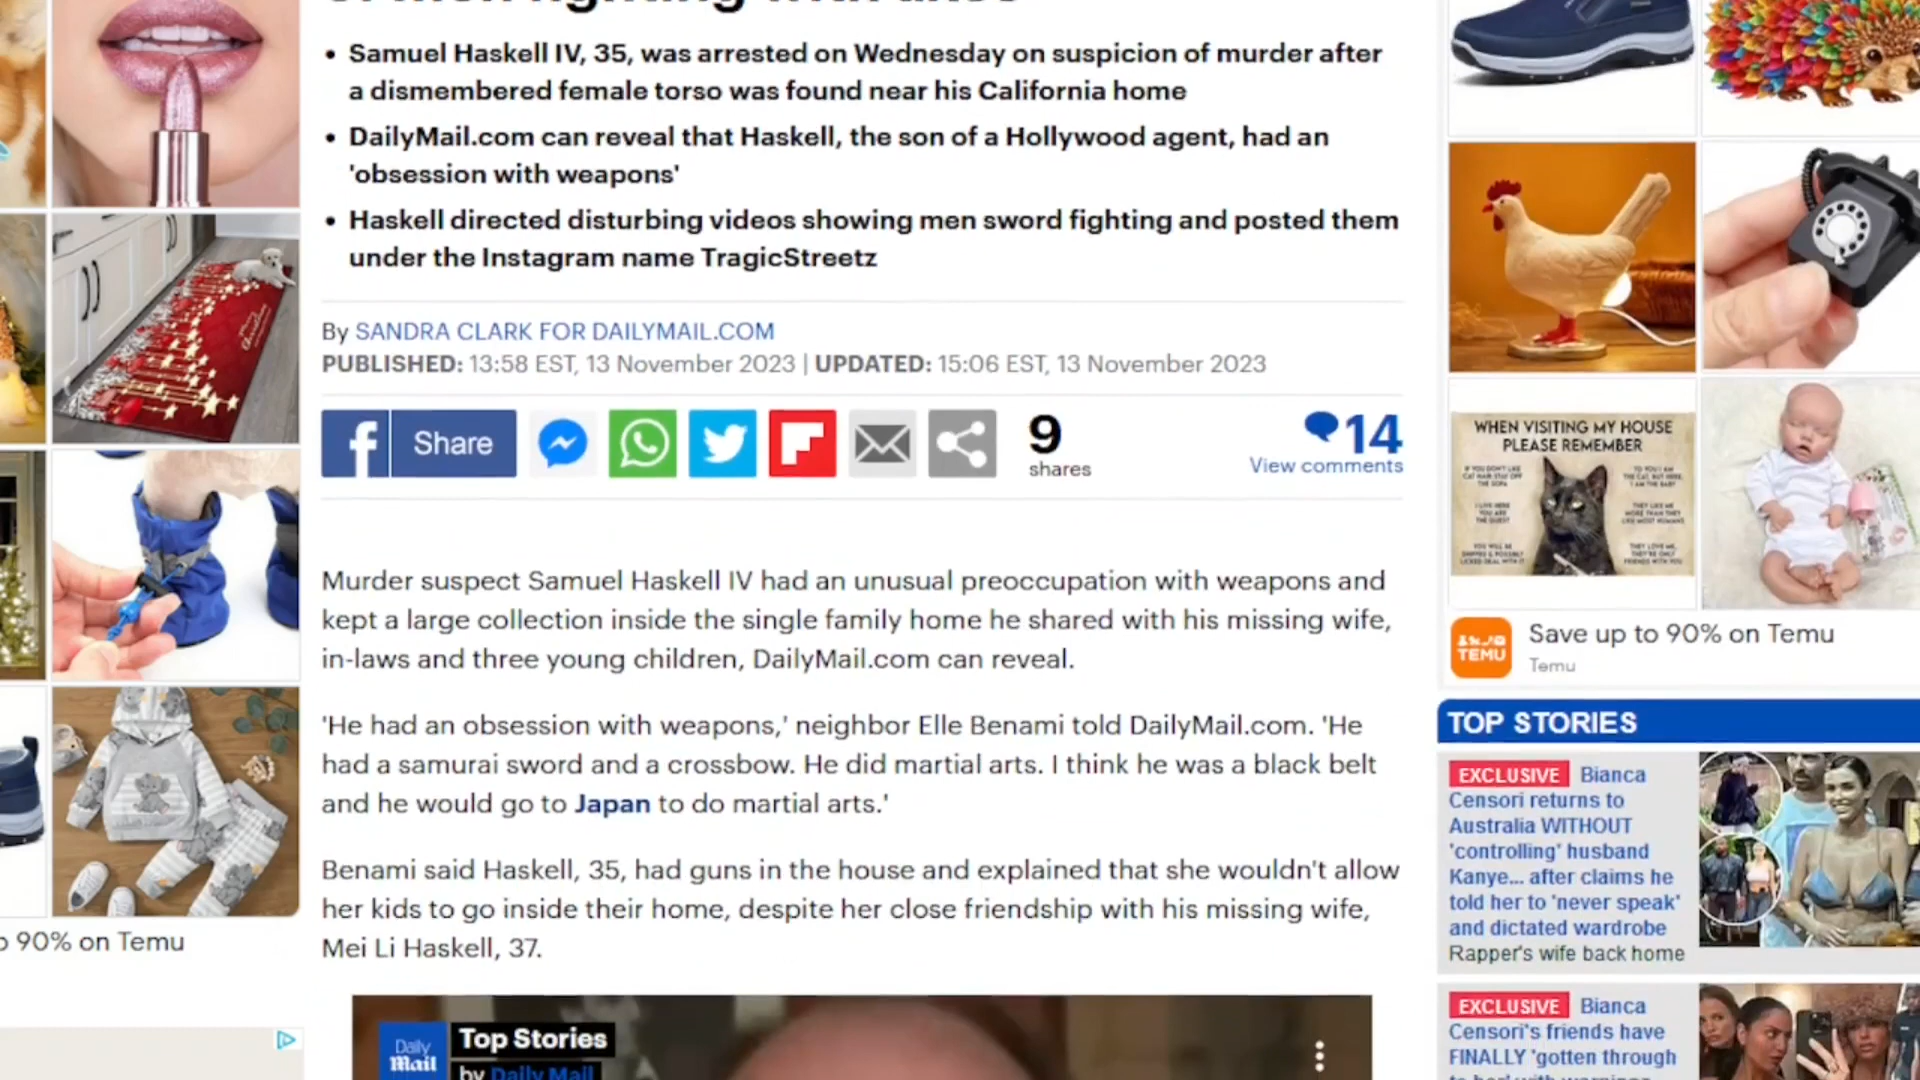 • Samuel Haskell IV, 35, was arrested on Wednesday on suspicion of murder after
a dismembered female torso was found near his California home
• DailyMail.com can reveal that Haskell, the son of a Hollywood agent, had an
'obsession with weapons'
• Haskell directed disturbing videos showing men sword fighting and posted them
under the Instagram name TragicStreetz
By SANDRA CLARK FOR DAILYMAIL.COM
PUBLISHED: 13:58 EST, 13 November 2023 | UPDATED: 15:06 EST, 13 November 2023
Share
9
shares
14
View comments
Murder suspect Samuel Haskell IV had an unusual preoccupation with weapons and
kept a large collection inside the single family home he shared with his missing wife,
in-laws and three young children, DailyMail.com can reveal.
'He had an obsession with weapons,' neighbor Elle Benami told DailyMail.com. 'He
had a samurai sword and a crossbow. He did martial arts. I think he was a black belt
and he would go to Japan to do martial arts.'
Benami said Haskell, 35, had guns in the house and explained that she wouldn't allow
her kids to go inside their home, despite her close friendship with his missing wife,
Mei Li Haskell, 37.
Daily
Mail
Top Stories
by Daily Mail
90% on Temu
WHEN VISITING MY HOUSE
PLEASE REMEMBER
TEMU
Save up to 90% on Temu
Temu
TOP STORIES
EXCLUSIVE Bianca
Censori returns to
Australia WITHOUT
'controlling' husband
Kanye... after claims he
told her to 'never speak'
and dictated wardrobe
Rapper's wife back home
EXCLUSIVE Bianca
Censori's friends have
FINALLY 'gotten through